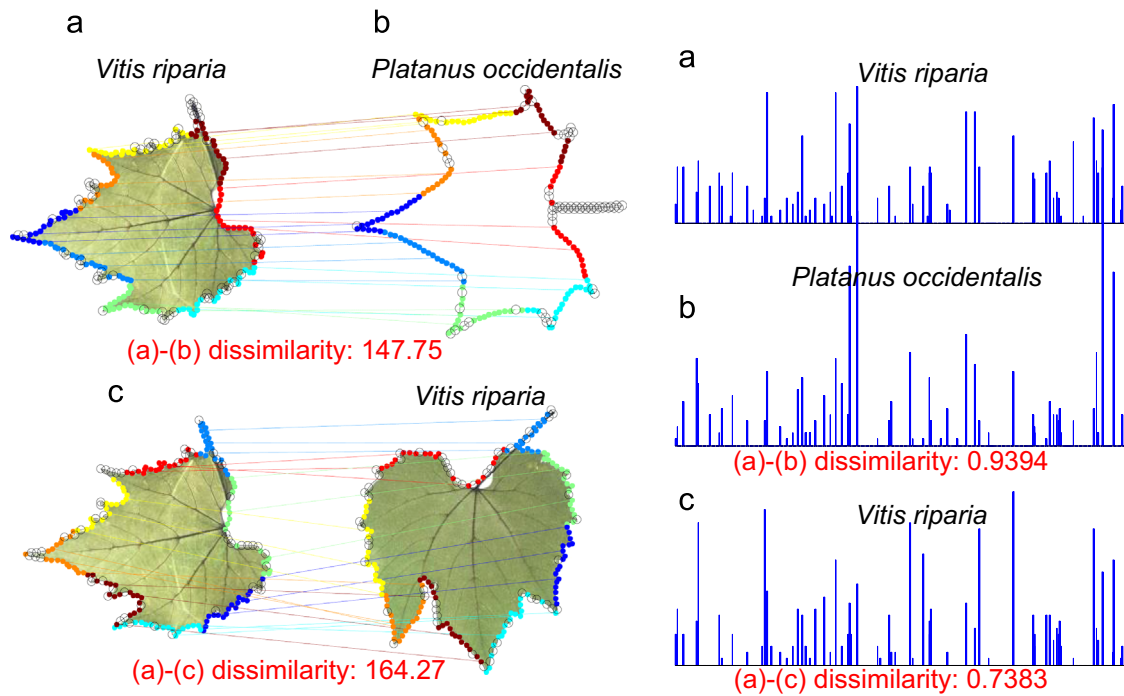 a
b
Vitis riparia
Platanus occidentalis
(a)-(b) dissimilarity: 147.75
c
Vitis riparia
(a)-(c) dissimilarity: 164.27
a
Vitis riparia
Platanus occidentalis
b
(a)-(b) dissimilarity: 0.9394
c
Vitis riparia
(a)-(c) dissimilarity: 0.7383